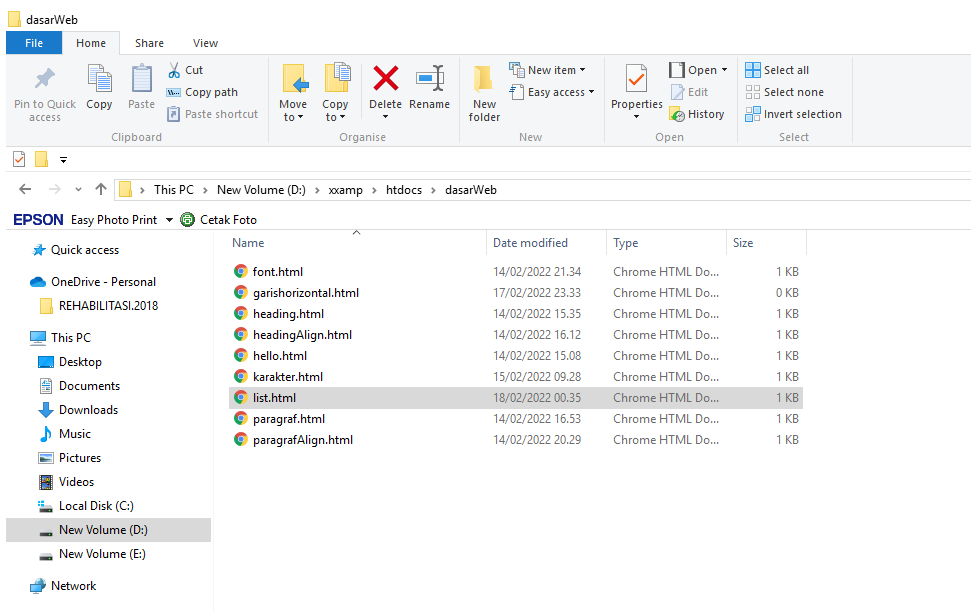 dasarWeb
File Home Share View
Pin to Quick access
Copy
Paste
Cut
Copy path
Paste shortcut
Clipboard
Move to
Copy to
Delete
Rename
Organise
New folder
New item
Easy access
New
Properties
Open
Edit
History
Open
Select all
Select none
Invert selection
Select
This PC > New Volume (D:) > xxamp > htdocs > dasarWeb
EPSON Easy Photo Print Cetak Foto
Quick access
OneDrive - Personal
REHABILITASI.2018
This PC
Desktop
Documents
Downloads
Music
Pictures
Videos
Local Disk (C:)
New Volume (D:)
New Volume (E:)
Network
Name Date modified Type Size
font.html 14/02/2022 21.34 Chrome HTML Do... 1 KB
garishorizontal.html 17/02/2022 23.33 Chrome HTML Do... 0 KB
heading.html 14/02/2022 15.35 Chrome HTML Do... 1 KB
headingAlign.html 14/02/2022 16.12 Chrome HTML Do... 1 KB
hello.html 14/02/2022 15.08 Chrome HTML Do... 1 KB
karakter.html 15/02/2022 09.28 Chrome HTML Do... 1 KB
list.html 18/02/2022 00.35 Chrome HTML Do... 1 KB
paragraf.html 14/02/2022 16.53 Chrome HTML Do... 1 KB
paragrafAlign.html 14/02/2022 20.29 Chrome HTML Do... 1 KB